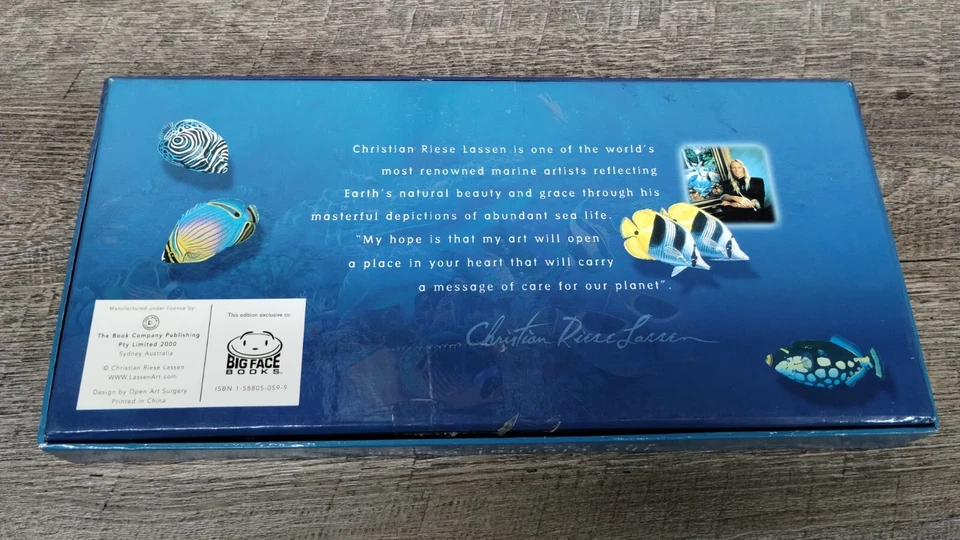 Christian Riese Lassen is one of the world's
most renowned marine artists reflecting
Earth's natural beauty and grace through his
masterful depictions of abundant sea life.
"My hope is that my art will open
a place in your heart that will carry
a message of care for our planet".
Christian Riese Lassen
Manufactured under license by:
The Book Company Publishing
Pty Limited 2000
Sydney Australia
© Christian Riese Lassen
WWW.LassenArt.com
Design by Open Art Surgery
Printed in China
This edition exclusive to:
BIG FACE
BOOKS
ISBN 1-58805-059-9